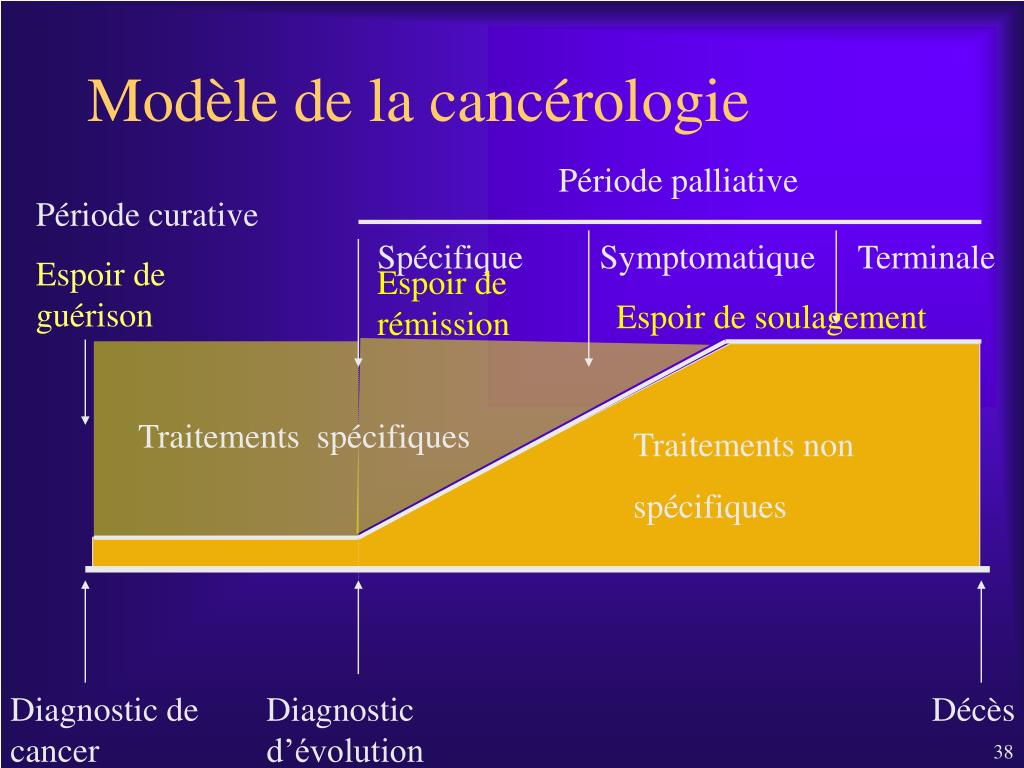 Modèle de la cancérologie
Période palliative
Période curative
Spécifique
Symptomatique
Terminale
Espoir de
guérison
Espoir de
rémission
Espoir de soulagement
Traitements  spécifiques
Traitements non
spécifiques
Diagnostic de
cancer
Diagnostic
d’évolution
Décès
38